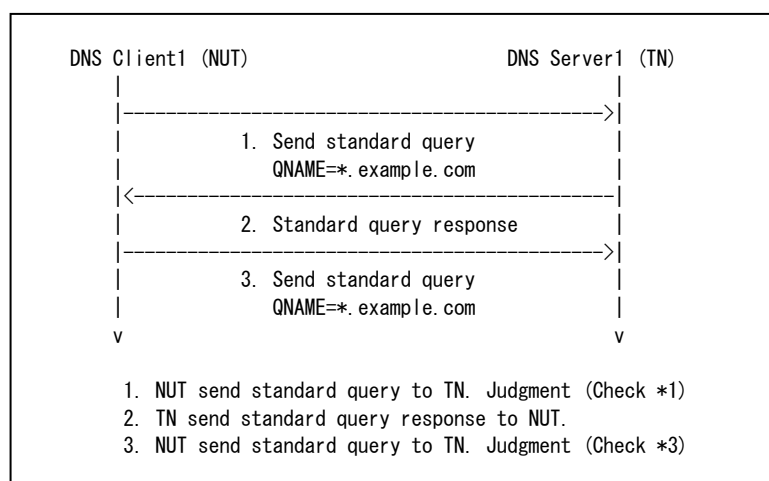 DNS Client1 (NUT) DNS Server1 (TN)
| |
|--------------------------------------------->|
| 1. Send standard query |
| QNAME=*.example.com |
|<---------------------------------------------|
| 2. Standard query response |
|--------------------------------------------->|
| 3. Send standard query |
| QNAME=*.example.com |
v v
1. NUT send standard query to TN. Judgment (Check *1)
2. TN send standard query response to NUT.
3. NUT send standard query to TN. Judgment (Check *3)